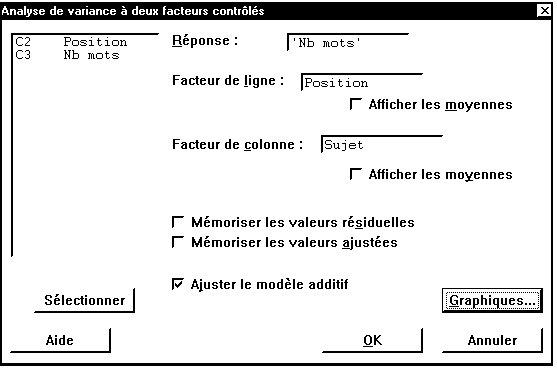 Analyse de variance à deux facteurs contrôlés
C2 Position
C3 Nb mots
Réponse : 'Nb mots'
Facteur de ligne : Position
Afficher les moyennes
Facteur de colonne : Sujet
Afficher les moyennes
Mémoriser les valeurs résiduelles
Mémoriser les valeurs ajustées
Ajuster le modèle additif
Sélectionner
Graphiques...
Aide
OK
Annuler